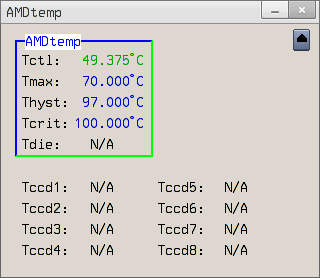 AMDtemp
AMDtemp
Tctl: 49.375°C
Tmax: 70.000°C
Thyst: 97.000°C
Tcrit: 100.000°C
Tdie: N/A
Tccd1: N/A Tccd5: N/A
Tccd2: N/A Tccd6: N/A
Tccd3: N/A Tccd7: N/A
Tccd4: N/A Tccd8: N/A